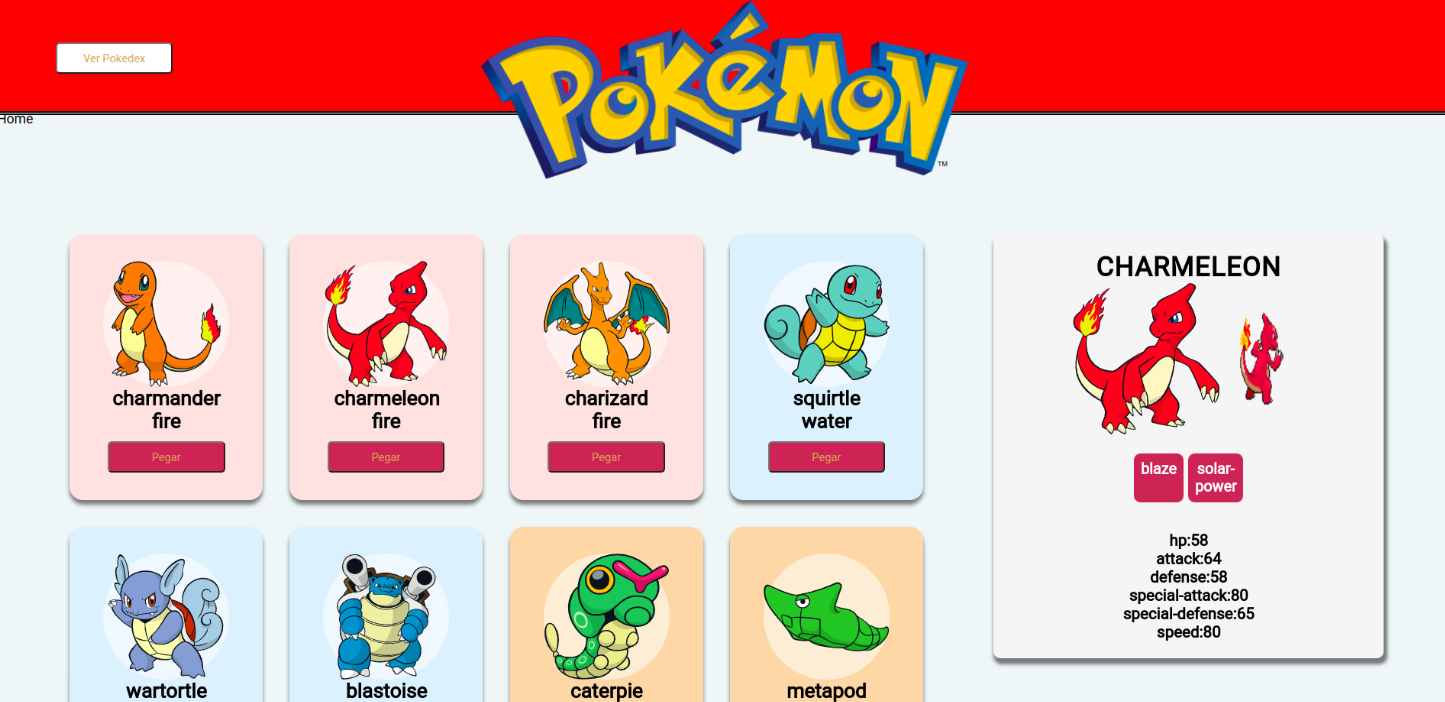 Ver Pokedex
POKéMON
TM
Home
charmander
fire
Pegar
charmeleon
fire
Pegar
charizard
fire
Pegar
squirtle
water
Pegar
wartortle
blastoise
caterpie
metapod
CHARMELEON
blaze
solar-
power
hp:58
attack:64
defense:58
special-attack:80
special-defense:65
speed:80